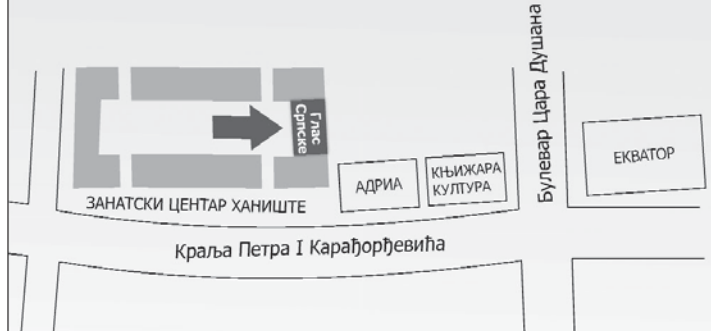 Глас
Српске
ЗАНАТСКИ ЦЕНТАР ХАНИШТЕ
АДРИА
КЊИЖАРА
КУЛТУРА
Булевар Цара Душана
ЕКВАТОР
Краља Петра I Карађорђевића